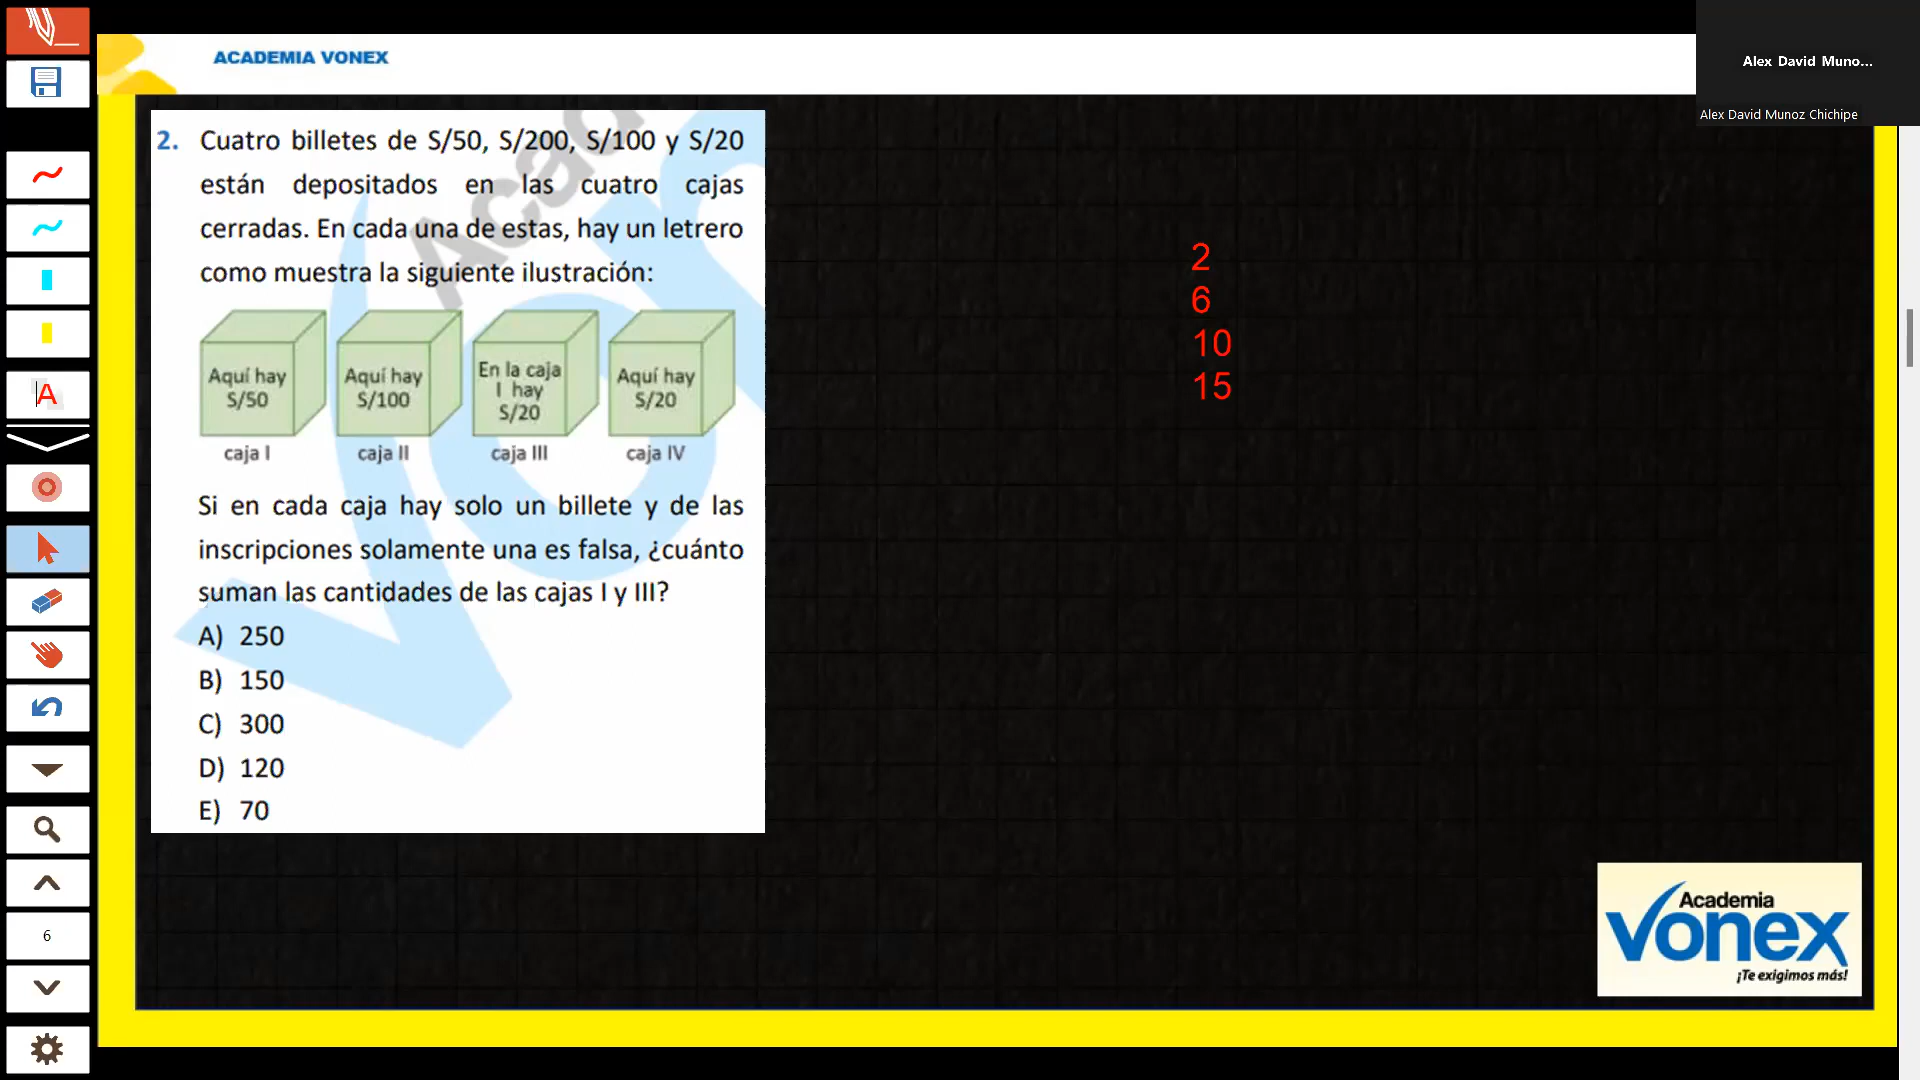 ACADEMIA VONEX
Alex David Muno...
Alex David Munoz Chichipe
2. Cuatro billetes de S/50, S/200, S/100 y S/20
están depositados en las cuatro cajas
cerradas. En cada una de estas, hay un letrero
como muestra la siguiente ilustración:
Aquí hay
S/50
caja I
Aquí hay
S/100
caja II
En la caja
I hay
S/20
caja III
Aquí hay
S/20
caja IV
Si en cada caja hay solo un billete y de las
inscripciones solamente una es falsa, ¿cuánto
suman las cantidades de las cajas I y III?
A) 250
B) 150
C) 300
D) 120
E) 70
2
6
10
15
A
6
Academia
vonex
¡Te exigimos más!